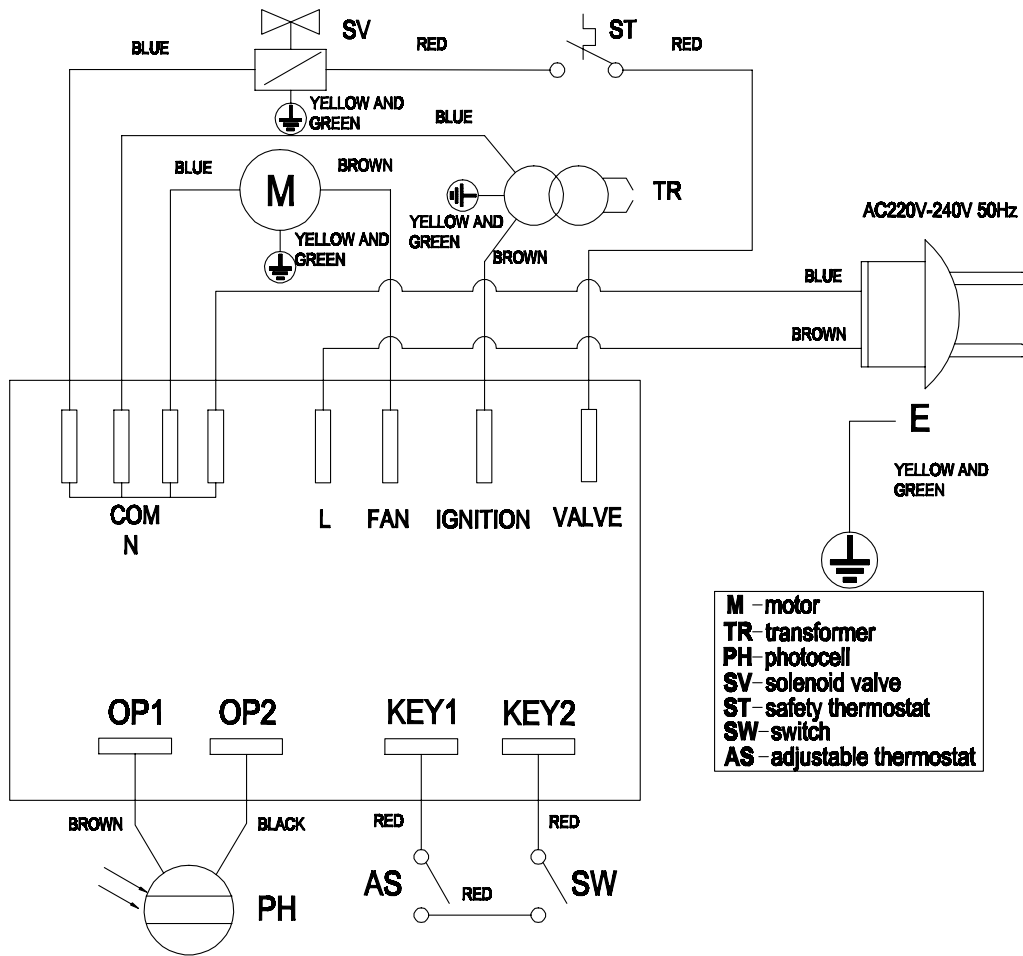 SV
ST
BLUE
RED
RED
YELLOW AND
GREEN
BLUE
BLUE
M
BROWN
TR
YELLOW AND
GREEN
YELLOW AND
GREEN
BROWN
AC220V-240V 50Hz
BLUE
BROWN
E
YELLOW AND
GREEN
COM
N
L
FAN
IGNITION
VALVE
M-motor
TR-transformer
PH-photocell
SV-solenoid valve
ST-safety thermostat
SW-switch
AS-adjustable thermostat
OP1
OP2
KEY1
KEY2
BROWN
BLACK
RED
RED
AS
RED
SW
PH